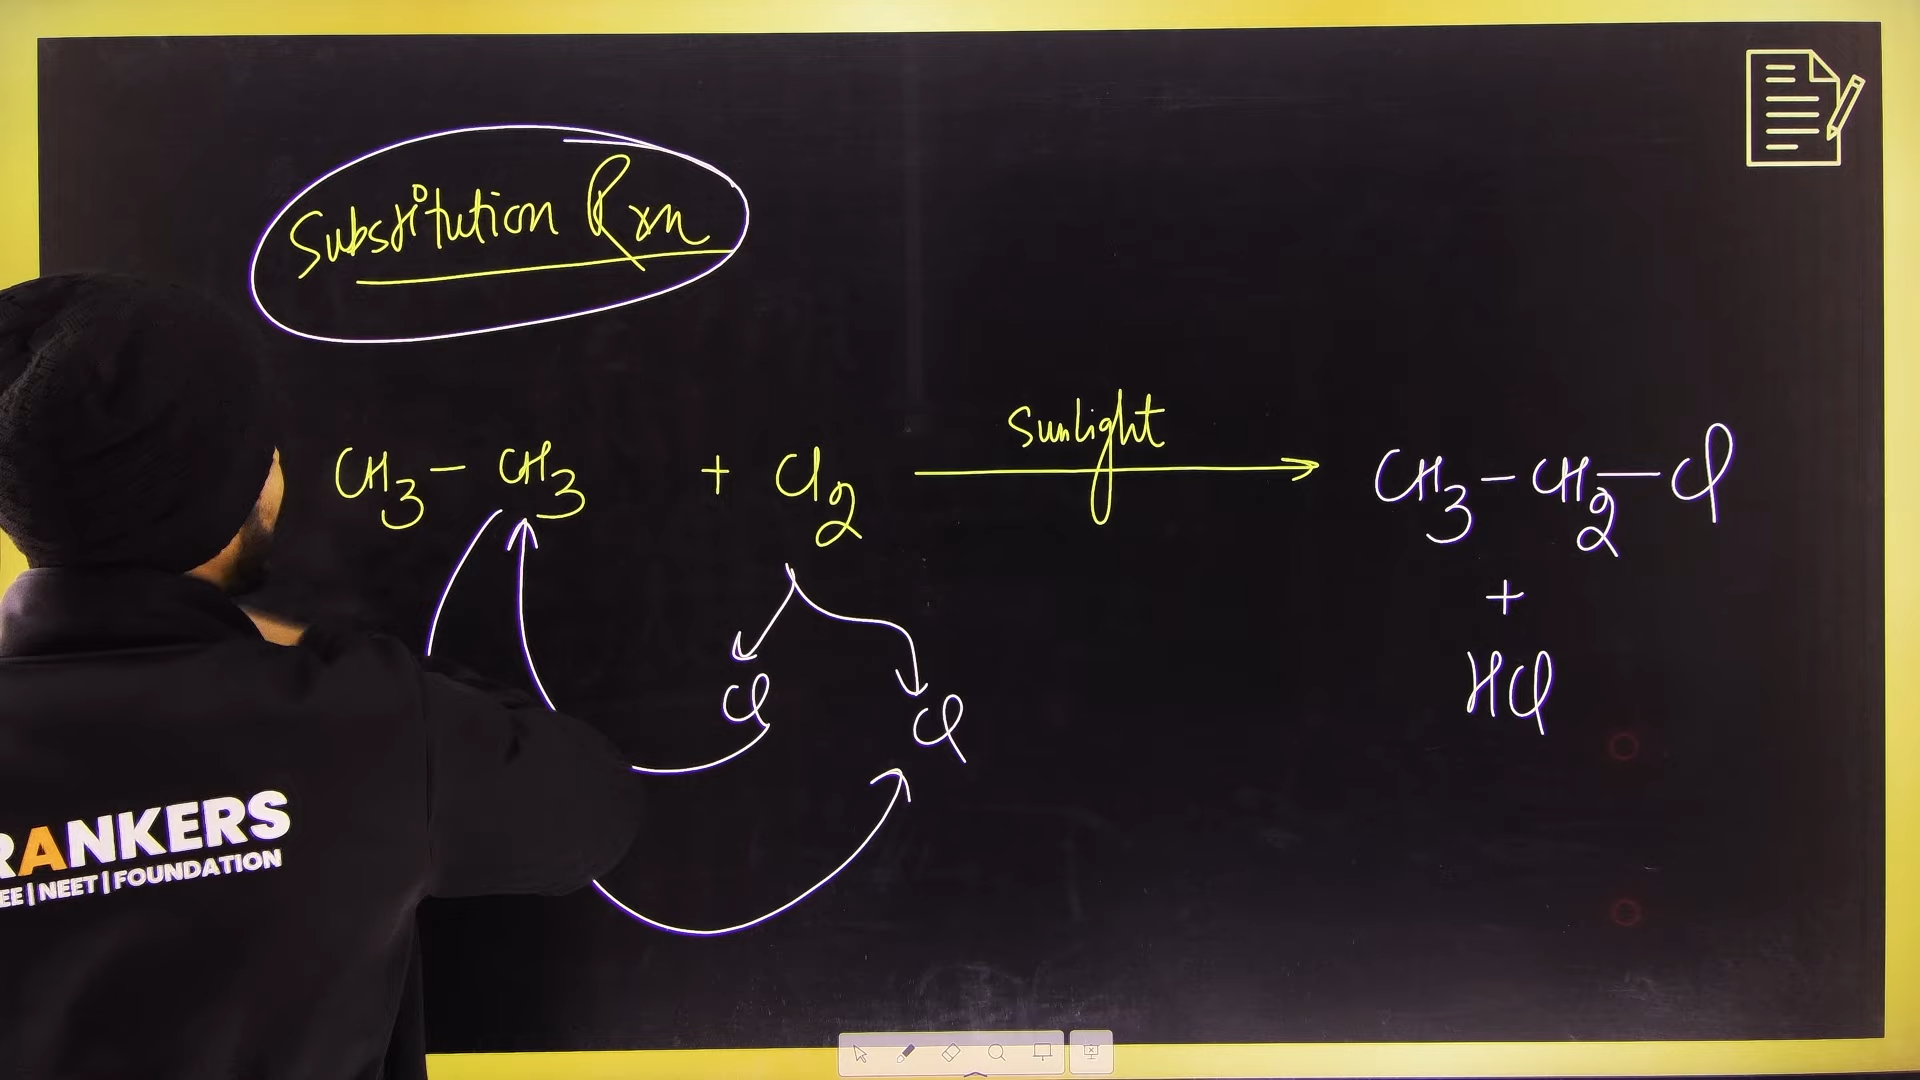 Substitution Rxn
Sunlight
CH3 - CH3 + Cl2 → CH3 - CH2 - Cl
+
Cl Cl HCl
RANKERS
EE | NEET | FOUNDATION